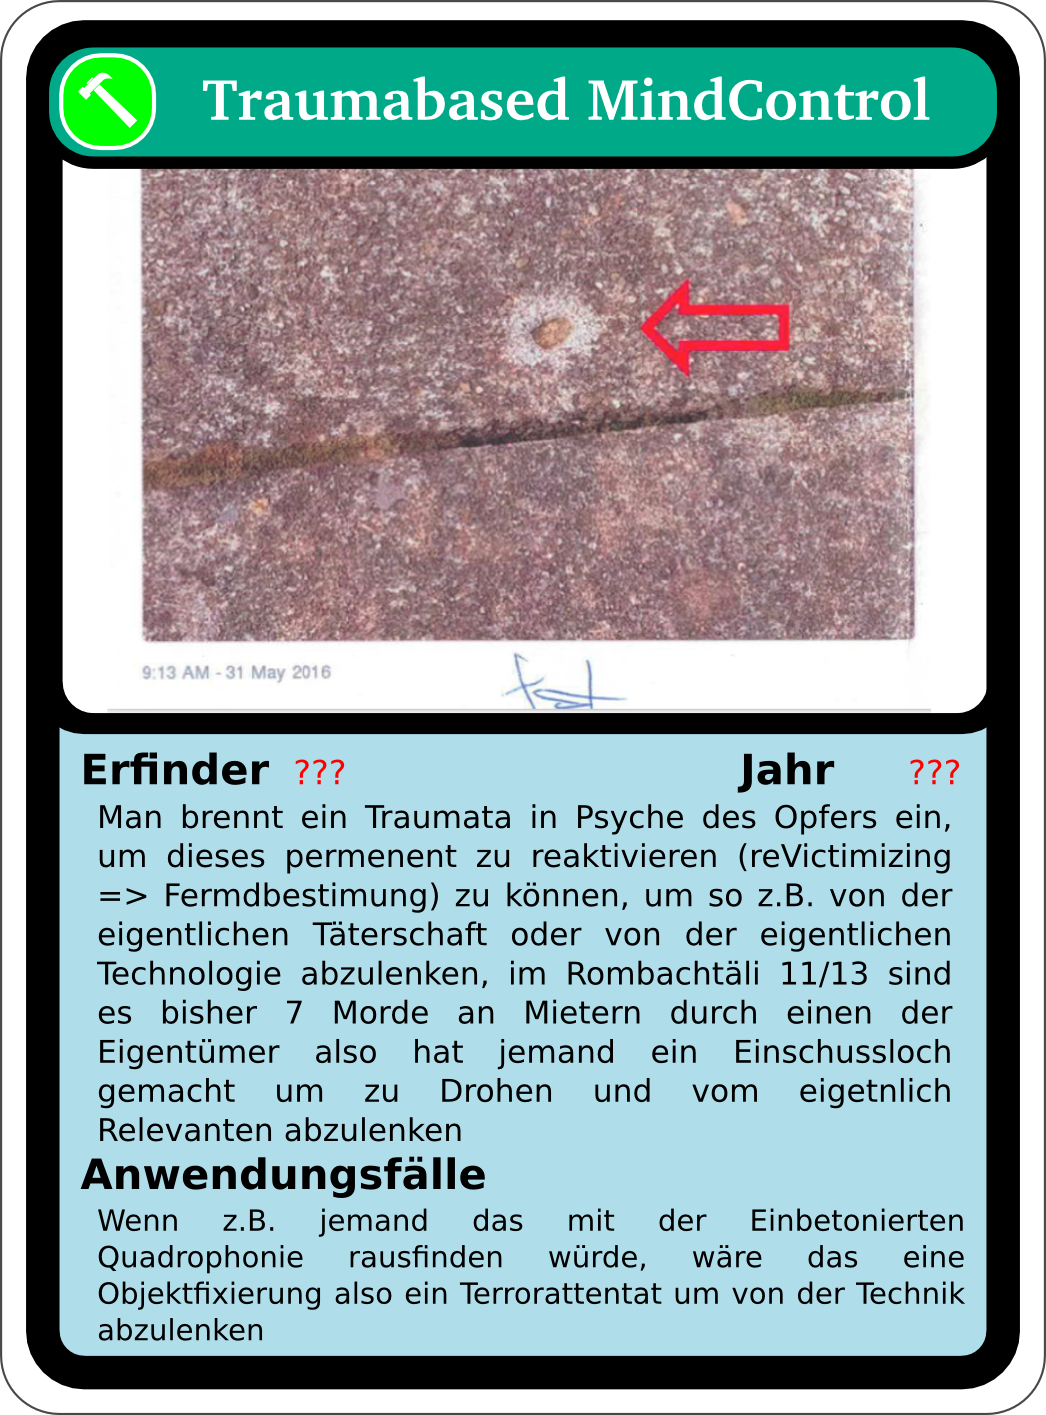 Traumabased MindControl
9:13 AM - 31 May 2016
Erfinder ??? Jahr ???
Man brennt ein Traumata in Psyche des Opfers ein,
um dieses permenent zu reaktivieren (reVictimizing
=> Fermdbestimung) zu können, um so z.B. von der
eigentlichen Täterschaft oder von der eigentlichen
Technologie abzulenken, im Rombachtäli 11/13 sind
es bisher 7 Morde an Mietern durch einen der
Eigentümer also hat jemand ein Einschussloch
gemacht um zu Drohen und vom eigetnlich
Relevanten abzulenken
Anwendungsfälle
Wenn z.B. jemand das mit der Einbetonierten
Quadrophonie rausfinden würde, wäre das eine
Objektfixierung also ein Terrorattentat um von der Technik
abzulenken